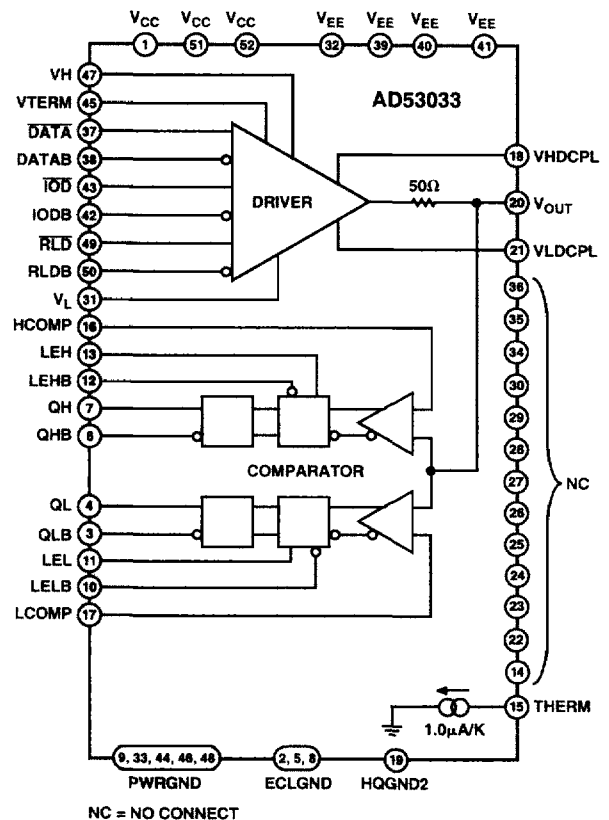 VCC VCC VCC VEE VEE VEE VEE
1 51 52 32 39 40 41
AD53033
VH 47
VTERM 45
DATA 37
DATAB 38
IOD 43
IODB 42
RLD 49
RLDB 50
VL 31
HCOMP 16
LEH 13
LEHB 12
QH 7
QHB 6
QL 4
QLB 3
LEL 11
LELB 10
LCOMP 17
DRIVER
50Ω
COMPARATOR
18 VHDCPL
20 VOUT
21 VLDCPL
36
35
34
30
29
28
27
26
25
24
23
22
14
NC
15 THERM
1.0µA/K
9, 33, 44, 46, 48
PWRGND
2, 5, 8
ECLGND
19
HQGND2
NC = NO CONNECT